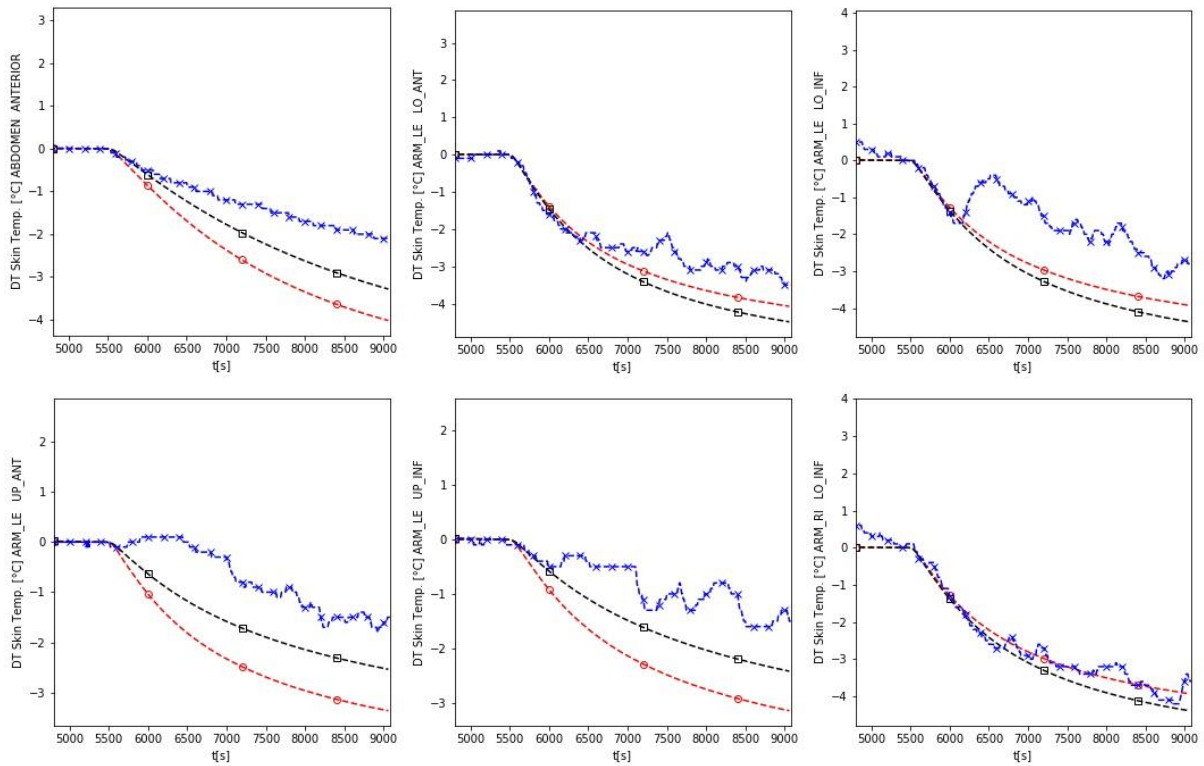 DT Skin Temp. [°C] ABDOMEN ANTERIOR
3
2
1
0
−1
−2
−3
−4
5000 5500 6000 6500 7000 7500 8000 8500 9000
t[s]
DT Skin Temp. [°C] ARM_LE LO_ANT
3
2
1
0
−1
−2
−3
−4
5000 5500 6000 6500 7000 7500 8000 8500 9000
t[s]
DT Skin Temp. [°C] ARM_LE LO_INF
4
3
2
1
0
−1
−2
−3
−4
5000 5500 6000 6500 7000 7500 8000 8500 9000
t[s]
DT Skin Temp. [°C] ARM_LE UP_ANT
2
1
0
−1
−2
−3
5000 5500 6000 6500 7000 7500 8000 8500 9000
t[s]
DT Skin Temp. [°C] ARM_LE UP_INF
2
1
0
−1
−2
−3
5000 5500 6000 6500 7000 7500 8000 8500 9000
t[s]
DT Skin Temp. [°C] ARM_RI LO_INF
4
3
2
1
0
−1
−2
−3
−4
5000 5500 6000 6500 7000 7500 8000 8500 9000
t[s]